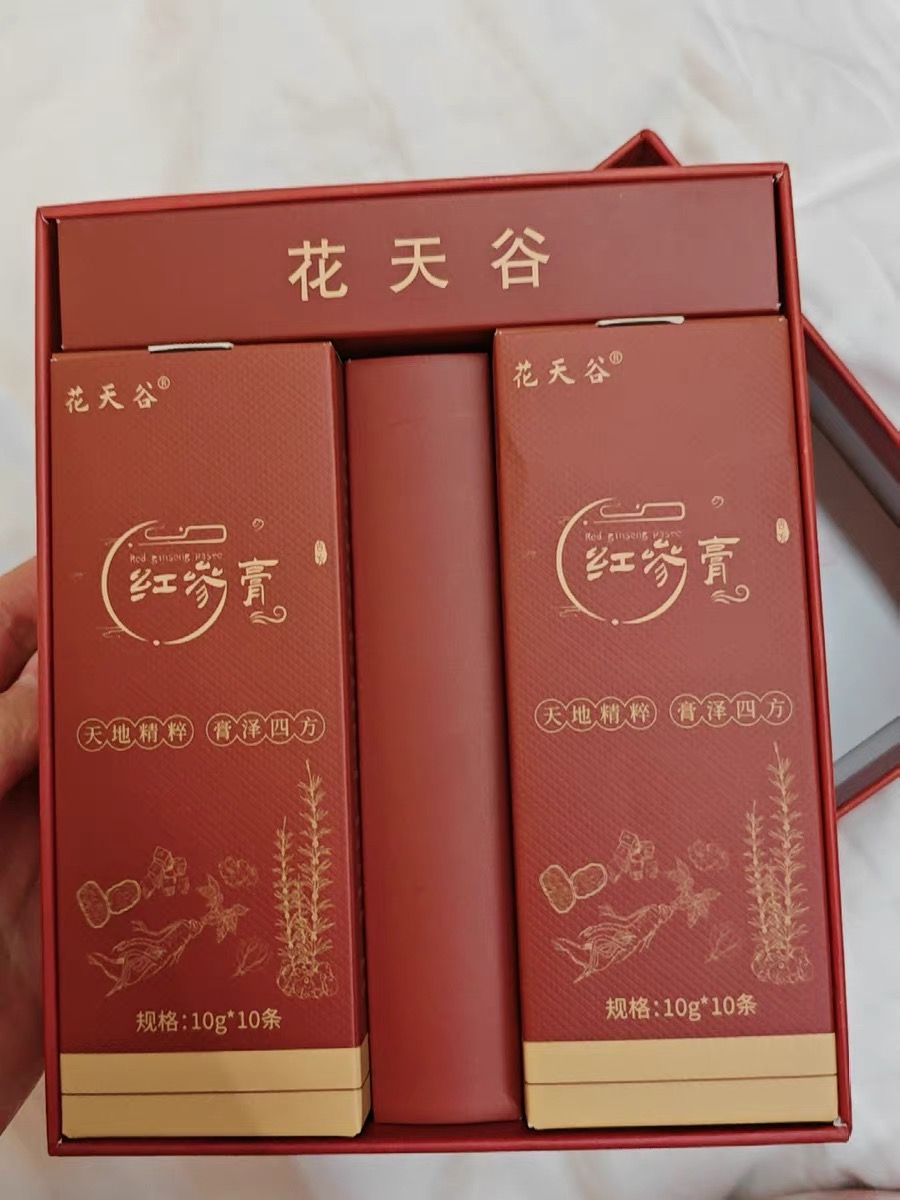 花天谷
花天谷®
Red ginseng paste
红参膏
天地精粹 膏泽四方
规格:10g*10条
花天谷®
Red ginseng paste
红参膏
天地精粹 膏泽四方
规格:10g*10条